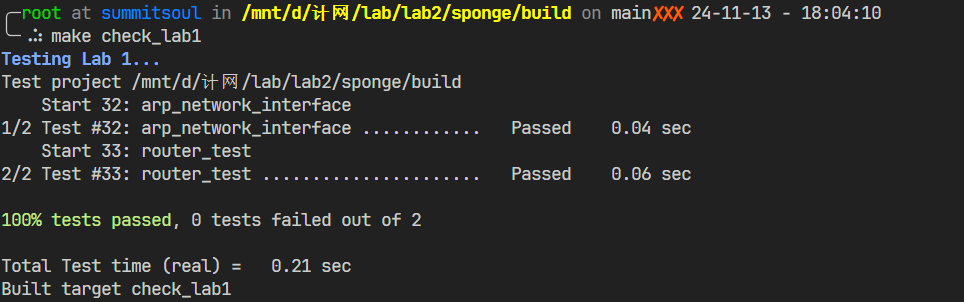 root at summitsoul in /mnt/d/计网/lab/lab2/sponge/build on main✗✗✗ 24-11-13 - 18:04:10
make check_lab1
Testing Lab 1...
Test project /mnt/d/计网/lab/lab2/sponge/build
    Start 32: arp_network_interface
1/2 Test #32: arp_network_interface ............   Passed    0.04 sec
    Start 33: router_test
2/2 Test #33: router_test ......................   Passed    0.06 sec
100% tests passed, 0 tests failed out of 2
Total Test time (real) =   0.21 sec
Built target check_lab1